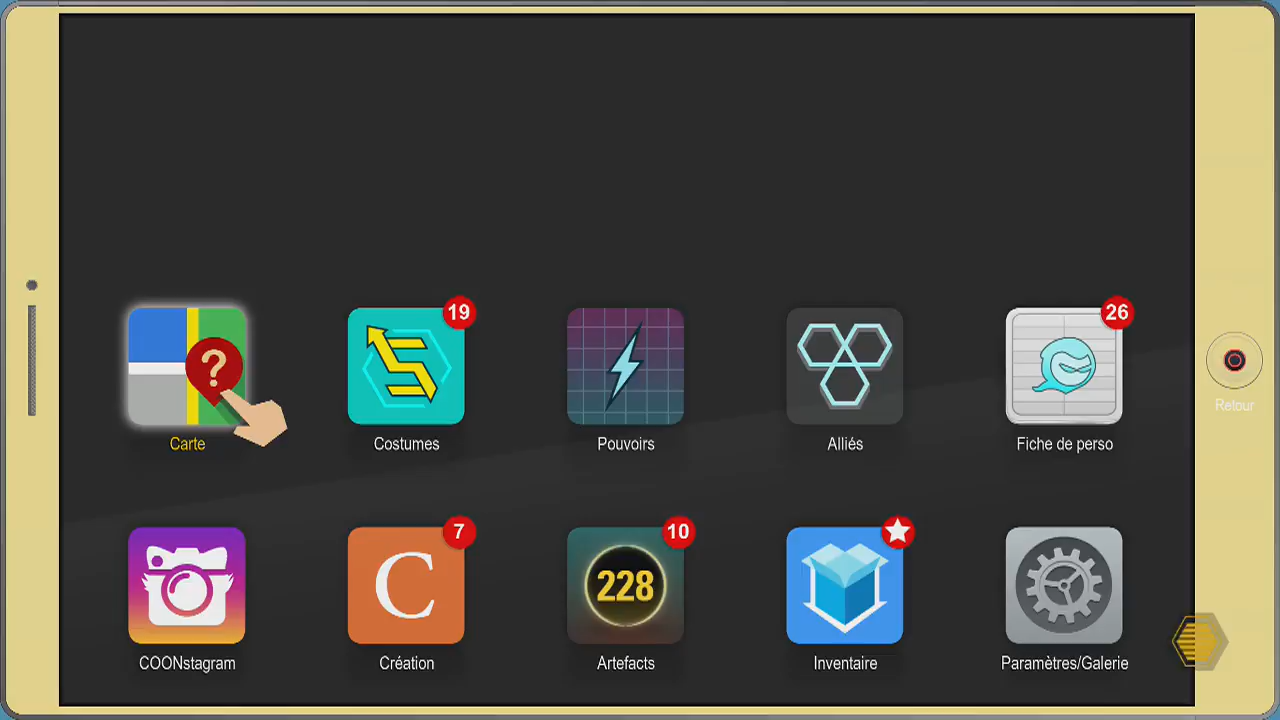 19
26
?
Carte
Costumes
Pouvoirs
Alliés
Fiche de perso
Retour
7
10
C
228
COONstagram
Création
Artefacts
Inventaire
Paramètres/Galerie